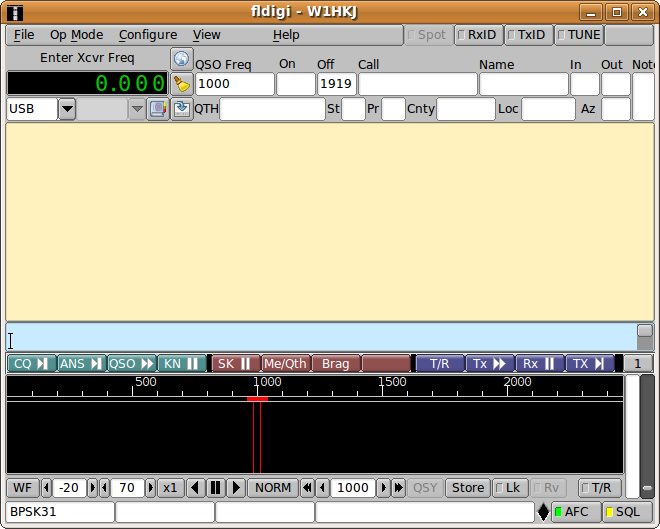 fldigi - W1HKJ
File Op Mode Configure View Help Spot RxID TxID TUNE
Enter Xcvr Freq QSO Freq On Off Call Name In Out Note
0.000 1000 1919
USB QTH St Pr Cnty Loc Az
CQ ANS QSO KN SK Me/Qth Brag T/R Tx Rx TX 1
500 1000 1500 2000
WF -20 70 x1 NORM 1000 QSY Store Lk Rv T/R
BPSK31 AFC SQL